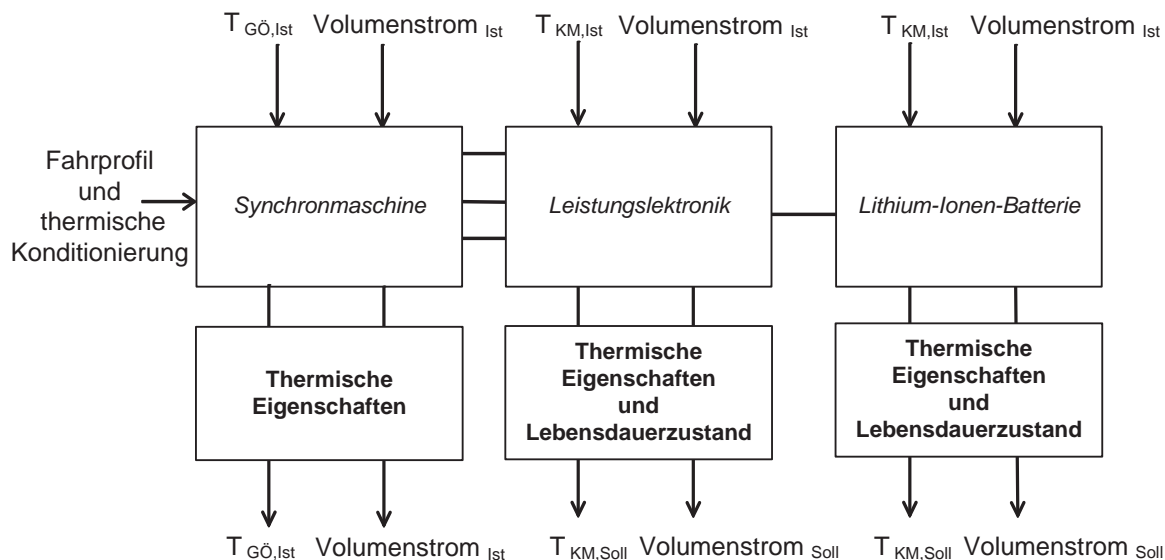 T GÖ,Ist Volumenstrom Ist T KM,Ist Volumenstrom Ist T KM,Ist Volumenstrom Ist
Fahrprofil
und
thermische
Konditionierung
Synchronmaschine
Leistungslektronik
Lithium-Ionen-Batterie
Thermische
Eigenschaften
Thermische
Eigenschaften
und
Lebensdauerzustand
Thermische
Eigenschaften
und
Lebensdauerzustand
T GÖ,Ist Volumenstrom Ist T KM,Soll Volumenstrom Soll T KM,Soll Volumenstrom Soll